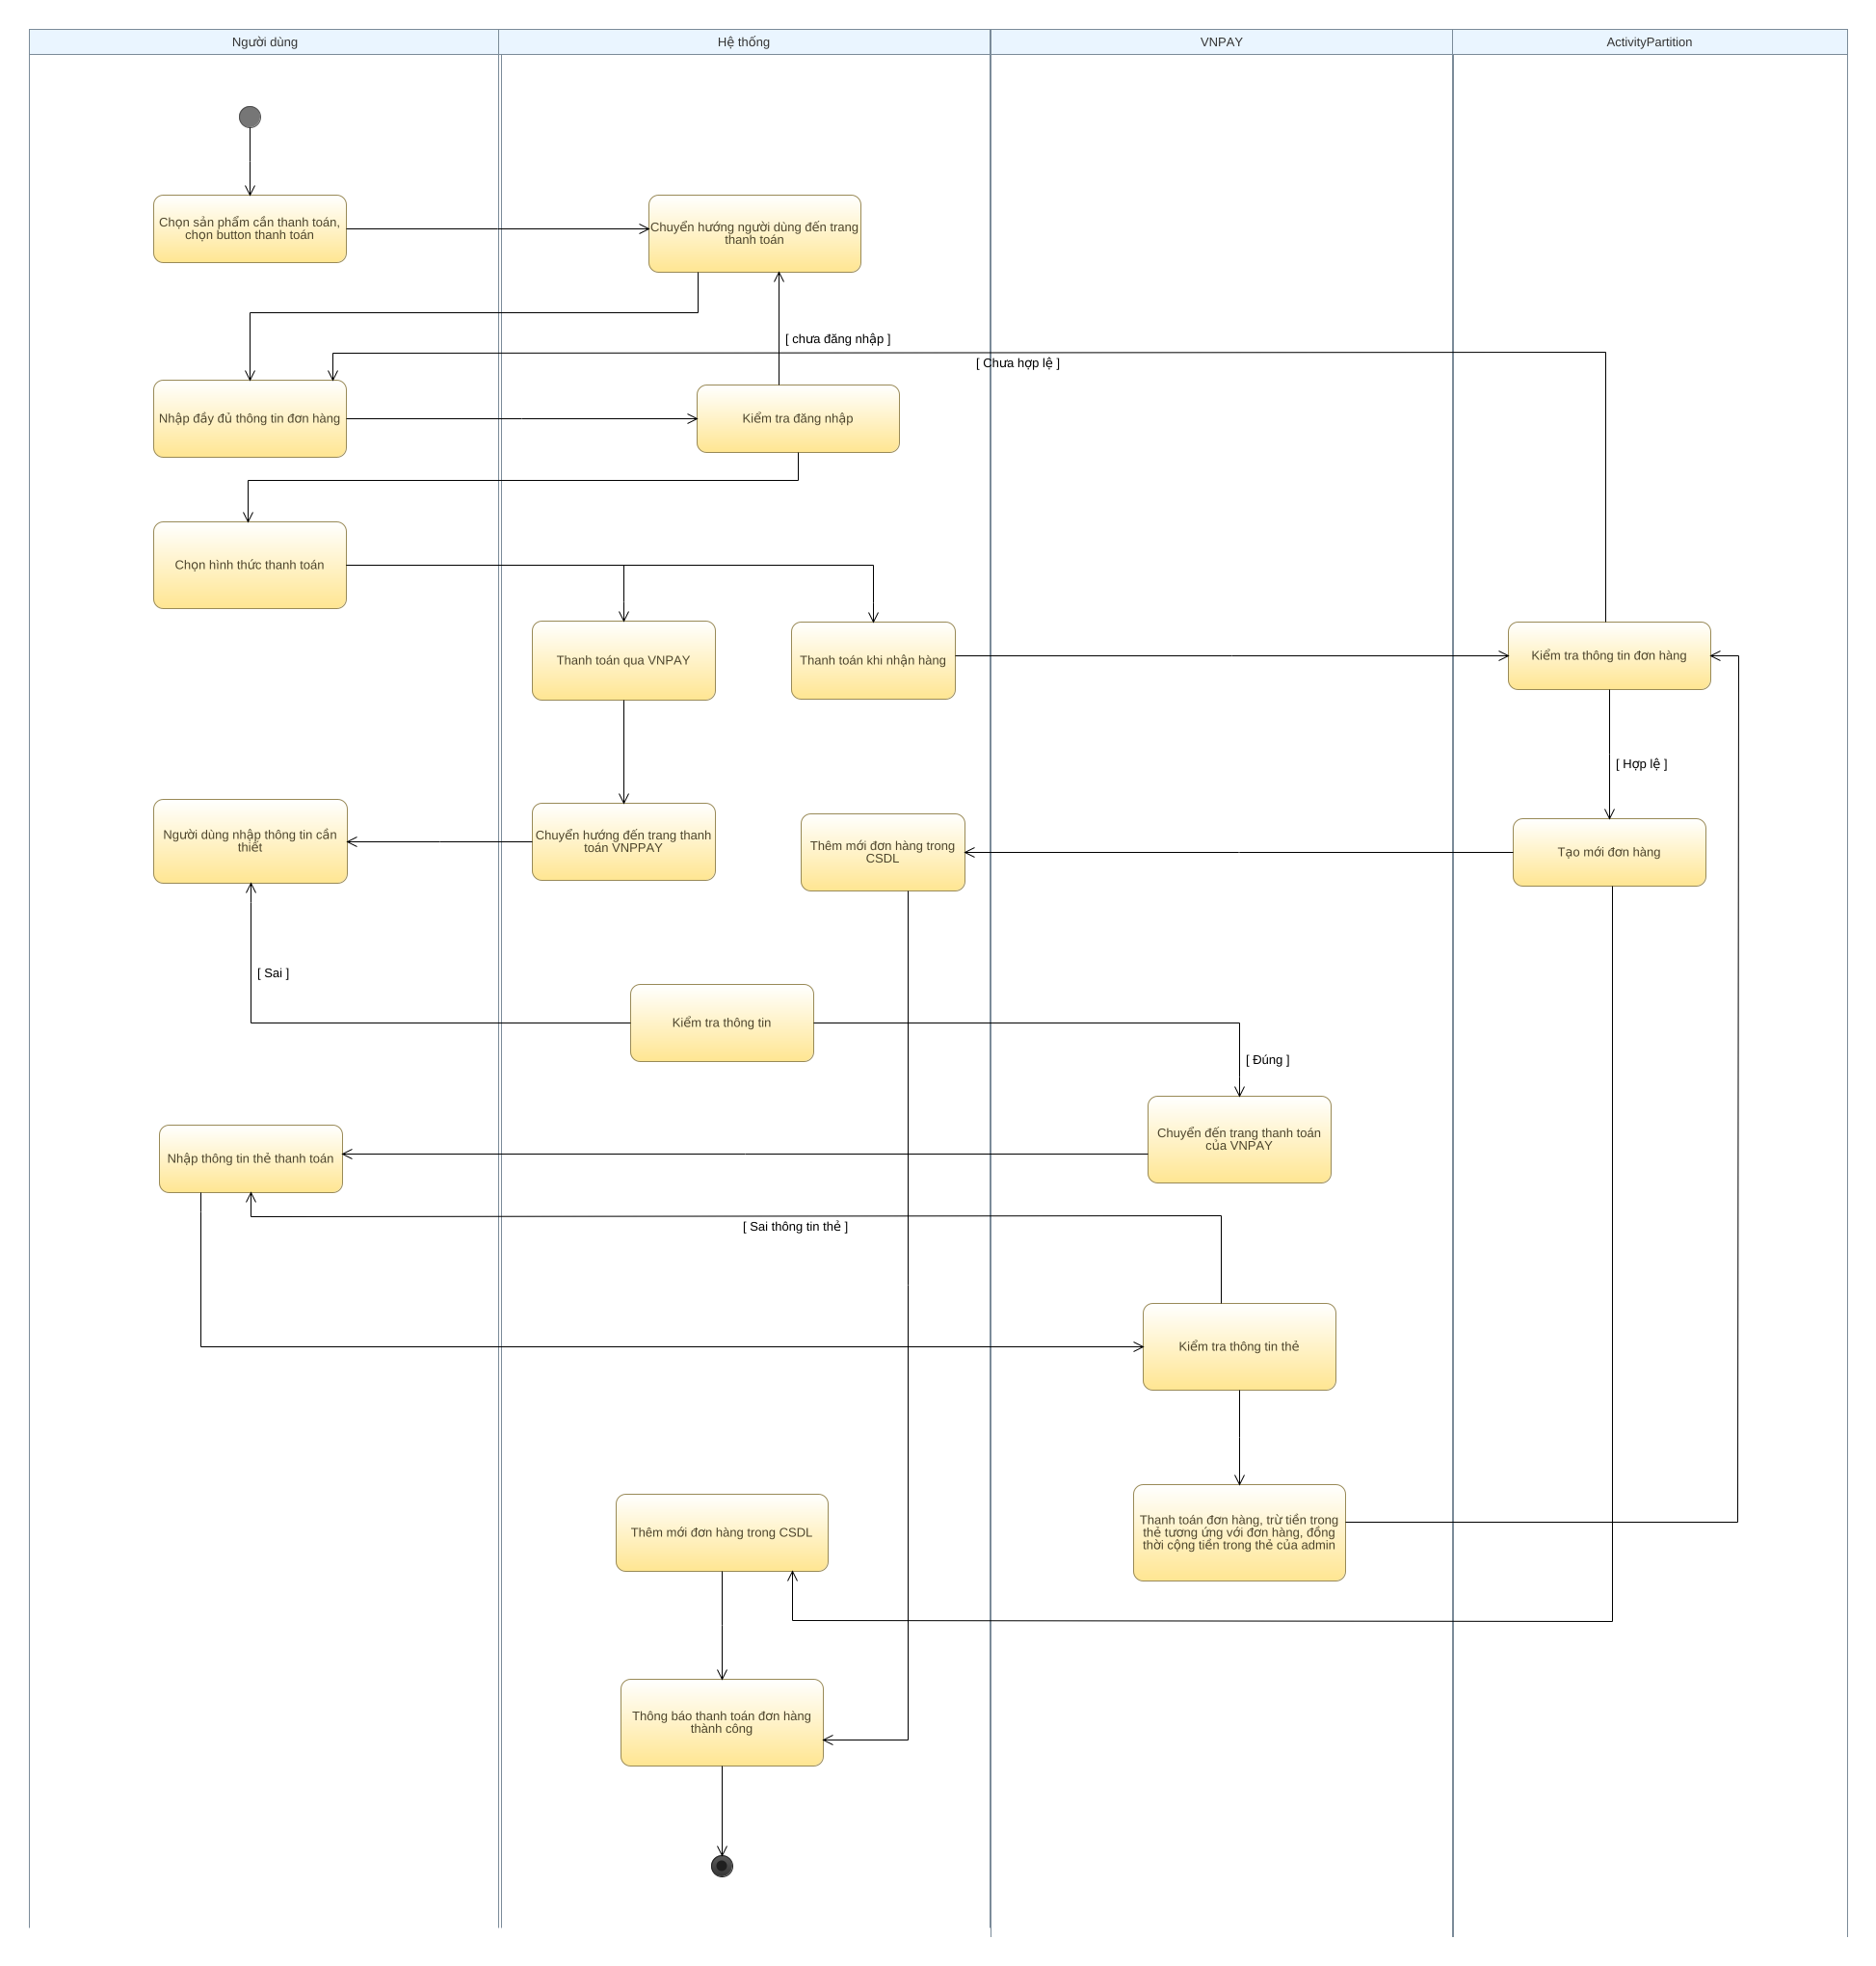 Người dùng
Hệ thống
VNPAY
ActivityPartition
Chọn sản phẩm cần thanh toán,
chọn button thanh toán
Chuyển hướng người dùng đến trang
thanh toán
[ chưa đăng nhập ]
[ Chưa hợp lệ ]
Nhập đầy đủ thông tin đơn hàng
Kiểm tra đăng nhập
Chọn hình thức thanh toán
Thanh toán qua VNPAY
Thanh toán khi nhận hàng
Kiểm tra thông tin đơn hàng
[ Hợp lệ ]
Người dùng nhập thông tin cần
thiết
Chuyển hướng đến trang thanh
toán VNPPAY
Thêm mới đơn hàng trong
CSDL
Tạo mới đơn hàng
[ Sai ]
Kiểm tra thông tin
[ Đúng ]
Chuyển đến trang thanh toán
của VNPAY
Nhập thông tin thẻ thanh toán
[ Sai thông tin thẻ ]
Kiểm tra thông tin thẻ
Thêm mới đơn hàng trong CSDL
Thanh toán đơn hàng, trừ tiền trong
thẻ tương ứng với đơn hàng, đồng
thời cộng tiền trong thẻ của admin
Thông báo thanh toán đơn hàng
thành công